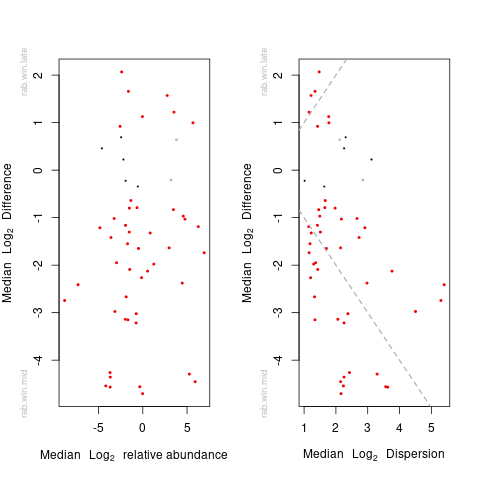 rab.win.late
rab.win.mid
Median Log2 Difference
2
1
0
-1
-2
-3
-4
-5
0
5
Median Log2 relative abundance
rab.win.late
rab.win.mid
Median Log2 Difference
2
1
0
-1
-2
-3
-4
1
2
3
4
5
Median Log2 Dispersion